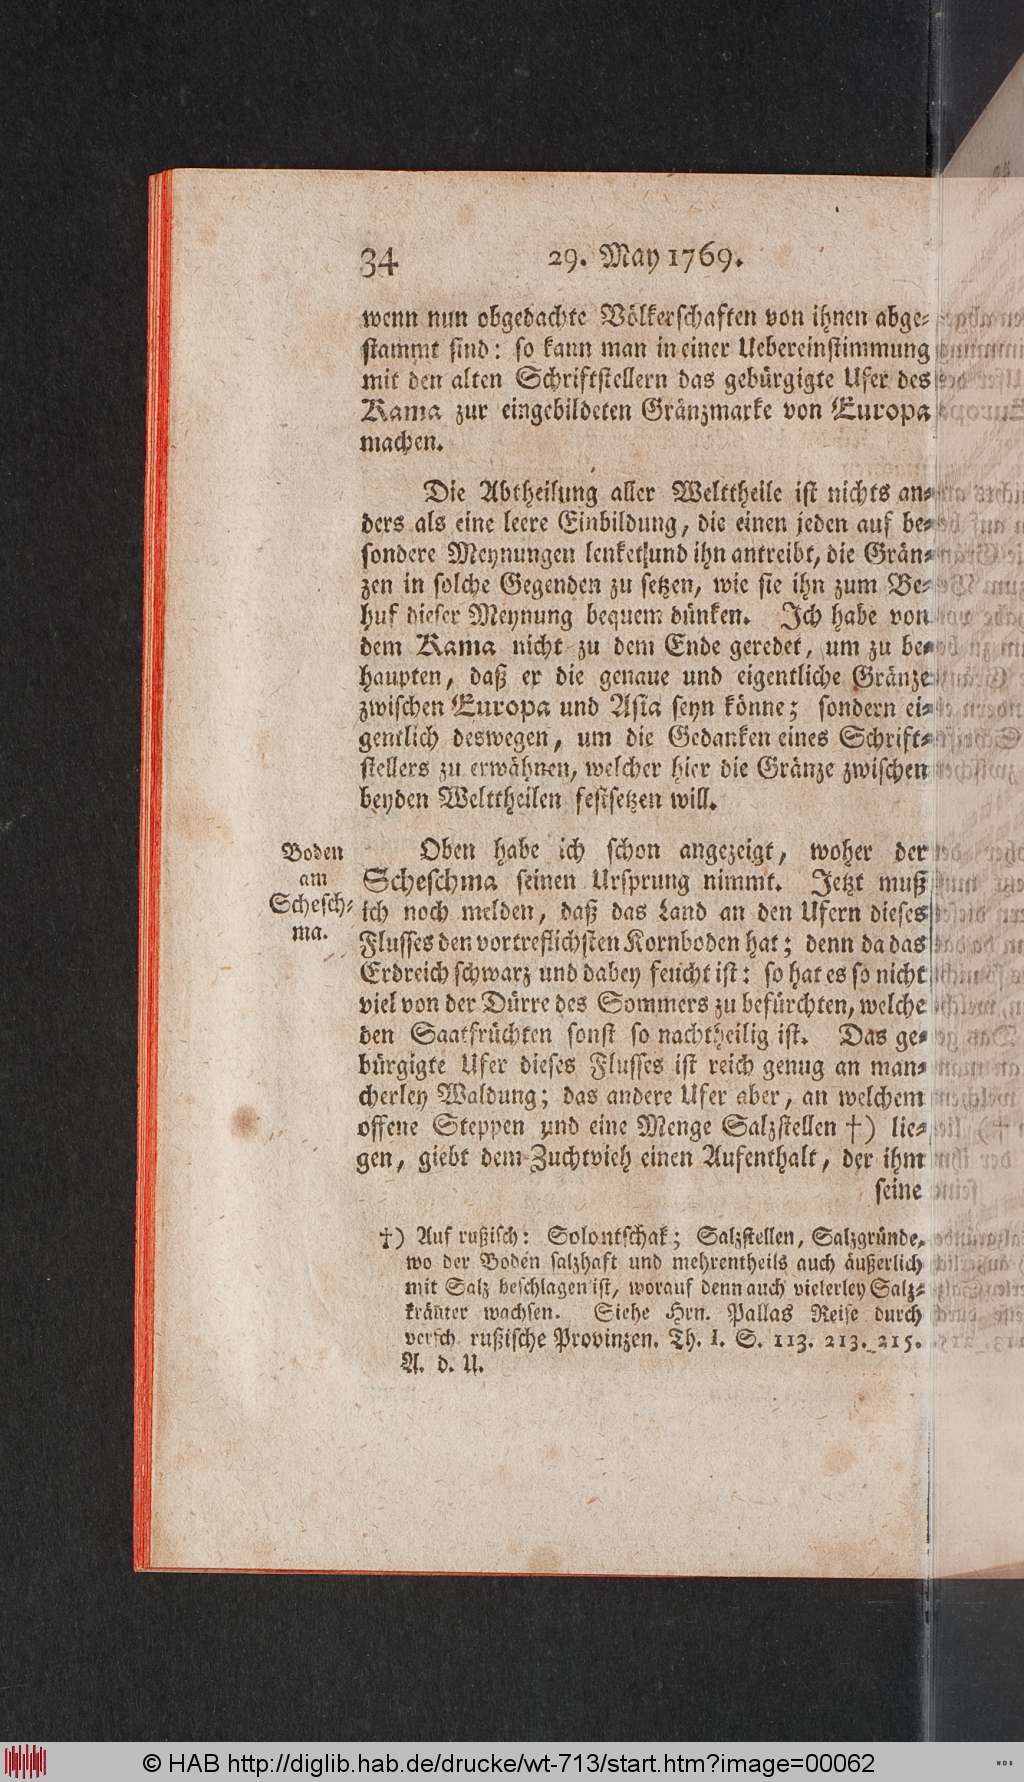 34 29. May 1769.
wenn nun obgedachte Völkerschaften von ihnen abge-
stammt sind: so kann man in einer Uebereinstimmung
mit den alten Schriftstellern das gebürgigte Ufer des
Kama zur eingebildeten Gränzmarke von Europa
machen.
Die Abtheilung aller Welttheile ist nichts an-
ders als eine leere Einbildung, die einen jeden auf be-
sondere Meynungen lenket und ihn antreibt, die Grän-
zen in solche Gegenden zu setzen, wie sie ihn zum Be-
huf dieser Meynung bequem dünken. Ich habe von
dem Kama nicht zu dem Ende geredet, um zu be-
haupten, daß er die genaue und eigentliche Gränze
zwischen Europa und Asia seyn könne; sondern ei-
gentlich deswegen, um die Gedanken eines Schrift-
stellers zu erwähnen, welcher hier die Gränze zwischen
beyden Welttheilen festsetzen will.
Boden
am
Schesch-
ma.
Oben habe ich schon angezeigt, woher der
Scheschma seinen Ursprung nimmt. Jetzt muß
ich noch melden, daß das Land an den Ufern dieses
Flusses den vortreflichsten Kornboden hat; denn da das
Erdreich schwarz und dabey feucht ist: so hat es so nicht
viel von der Dürre des Sommers zu befürchten, welche
den Saatfrüchten sonst so nachtheilig ist. Das ge-
bürgigte Ufer dieses Flusses ist reich genug an man-
cherley Waldung; das andere Ufer aber, an welchem
offene Steppen und eine Menge Salzstellen †) lie-
gen, giebt dem Zuchtvieh einen Aufenthalt, der ihm
seine
†) Auf rußisch: Solontschak; Salzstellen, Salzgründe,
wo der Boden salzhaft und mehrentheils auch äußerlich
mit Salz beschlagen ist, worauf denn auch vielerley Salz-
kräuter wachsen. Siehe Hrn. Pallas Reise durch
versch. rußische Provinzen. Th. I. S. 113. 213. 215.
A. d. U.
© HAB http://diglib.hab.de/drucke/wt-713/start.htm?image=00062